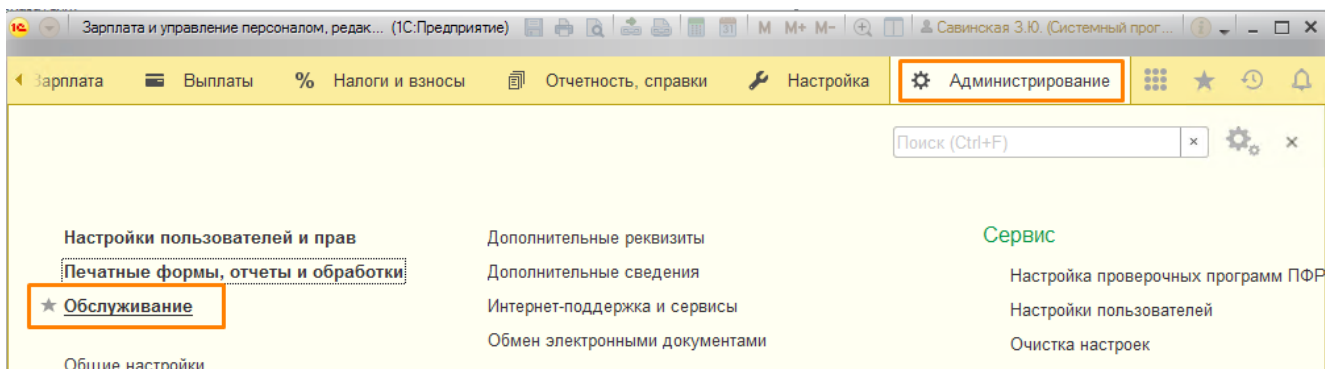 1С Зарплата и управление персоналом, редак... (1С:Предприятие) 31 M M+ M- Савинская З.Ю. (Системный прог...
Зарплата Выплаты % Налоги и взносы Отчетность, справки Настройка Администрирование
Поиск (Ctrl+F)
Настройки пользователей и прав Дополнительные реквизиты Сервис
Печатные формы, отчеты и обработки Дополнительные сведения Настройка проверочных программ ПФР
Обслуживание Интернет-поддержка и сервисы Настройки пользователей
Обмен электронными документами Очистка настроек
Общие настройки